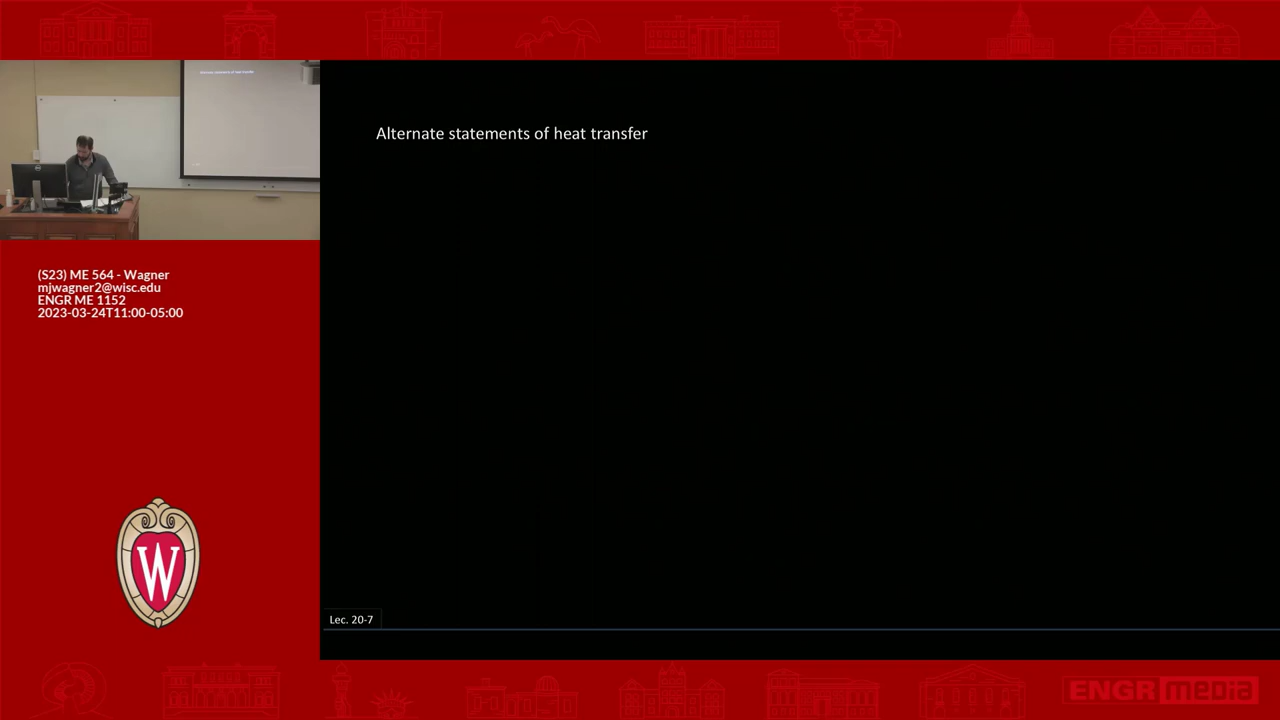 Alternate statements of heat transfer
(S23) ME 564 - Wagner
mjwagner2@wisc.edu
ENGR ME 1152
2023-03-24T11:00-05:00
W
Lec. 20-7
ENGR media